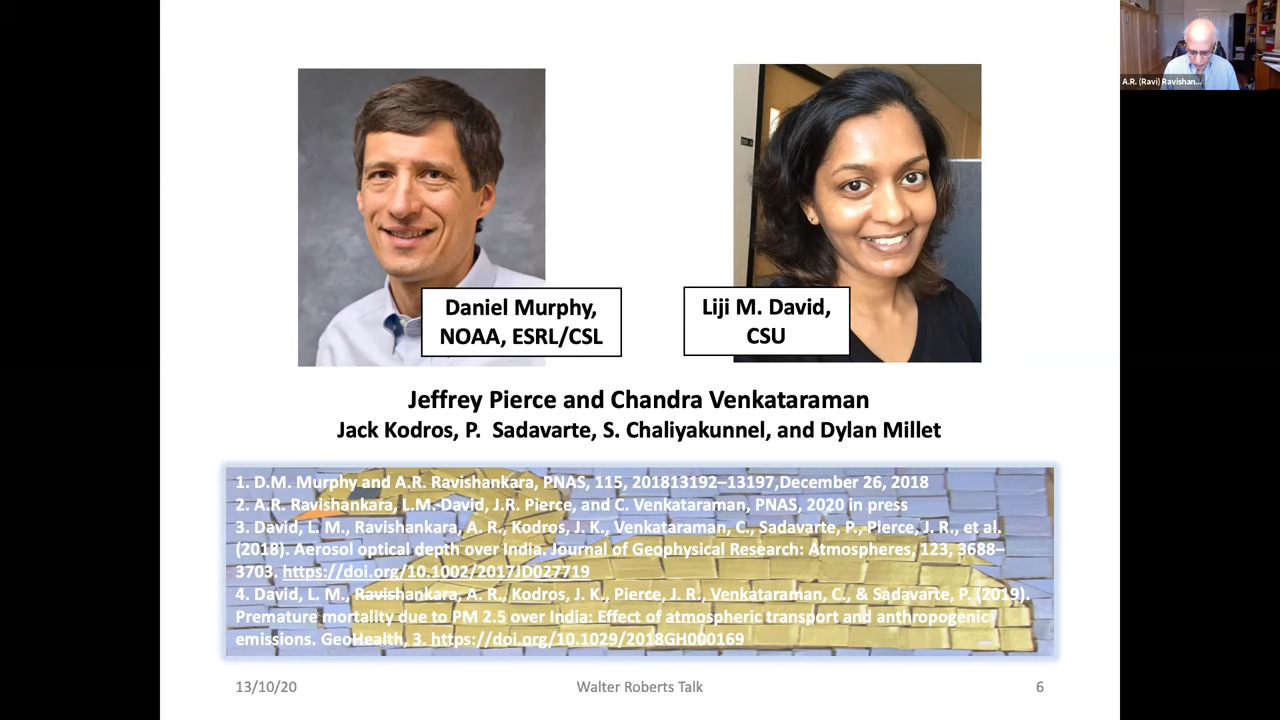 A.R. (Ravi) Ravishan...
Daniel Murphy,
NOAA, ESRL/CSL
Liji M. David,
CSU
Jeffrey Pierce and Chandra Venkataraman
Jack Kodros, P. Sadavarte, S. Chaliyakunnel, and Dylan Millet
1. D.M. Murphy and A.R. Ravishankara, PNAS, 115, 201813192–13197,December 26, 2018
2. A.R. Ravishankara, L.M.-David, J.R. Pierce, and C. Venkataraman, PNAS, 2020 in press
3. David, L. M., Ravishankara, A. R., Kodros, J. K., Venkataraman, C., Sadavarte, P., Pierce, J. R., et al.
(2018). Aerosol optical depth over India. Journal of Geophysical Research: Atmospheres, 123, 3688–
3703. https://doi.org/10.1002/2017JD027719
4. David, L. M., Ravishankara, A. R., Kodros, J. K., Pierce, J. R., Venkataraman, C., & Sadavarte, P. (2019).
Premature mortality due to PM 2.5 over India: Effect of atmospheric transport and anthropogenic
emissions. GeoHealth, 3. https://doi.org/10.1029/2018GH000169
13/10/20
Walter Roberts Talk
6